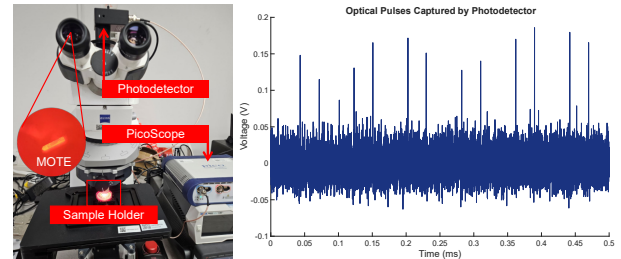 Photodetector
ZEISS
PicoScope
MOTE
Sample Holder
Optical Pulses Captured by Photodetector
Voltage (V)
0.2
0.15
0.1
0.05
0
-0.05
-0.1
0
0.05
0.1
0.15
0.2
0.25
0.3
0.35
0.4
0.45
0.5
Time (ms)